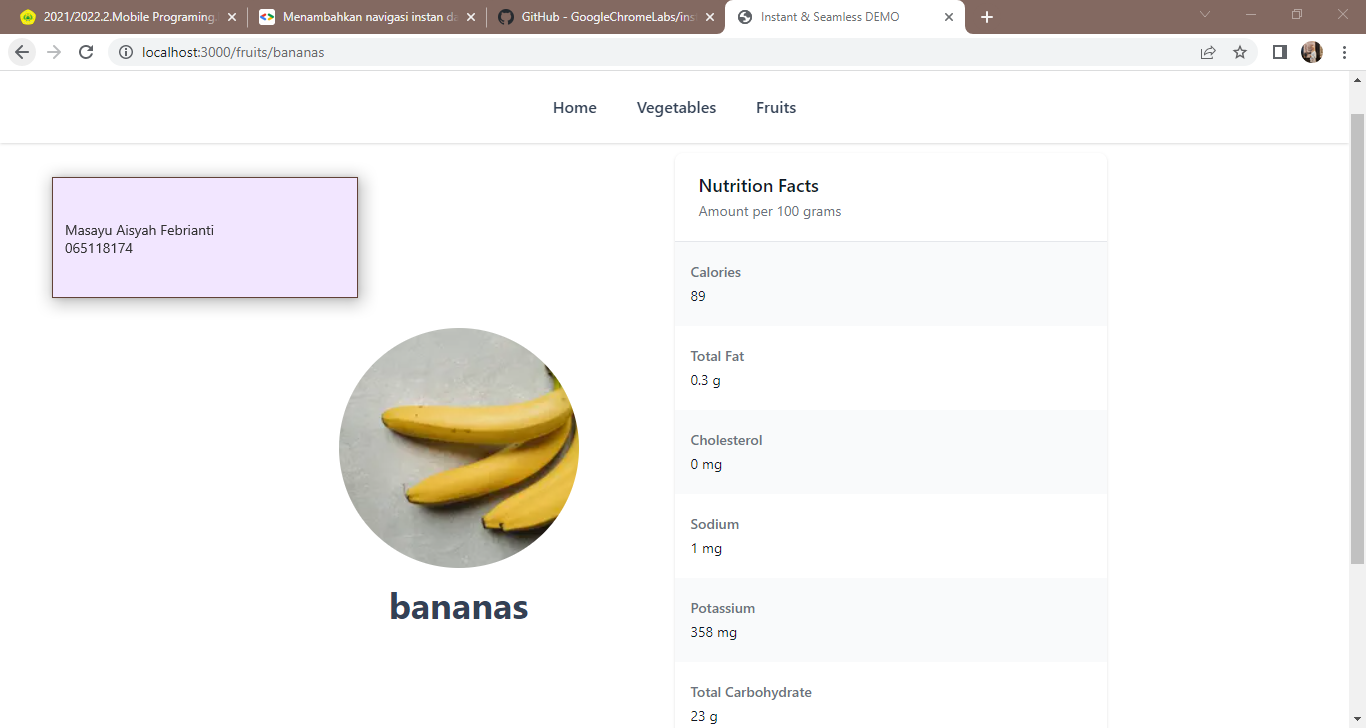 2021/2022.2.Mobile Programing.
Menambahkan navigasi instan da
GitHub - GoogleChromeLabs/inst
Instant & Seamless DEMO
localhost:3000/fruits/bananas
Home
Vegetables
Fruits
Masayu Aisyah Febrianti
065118174
bananas
Nutrition Facts
Amount per 100 grams
Calories
89
Total Fat
0.3 g
Cholesterol
0 mg
Sodium
1 mg
Potassium
358 mg
Total Carbohydrate
23 g